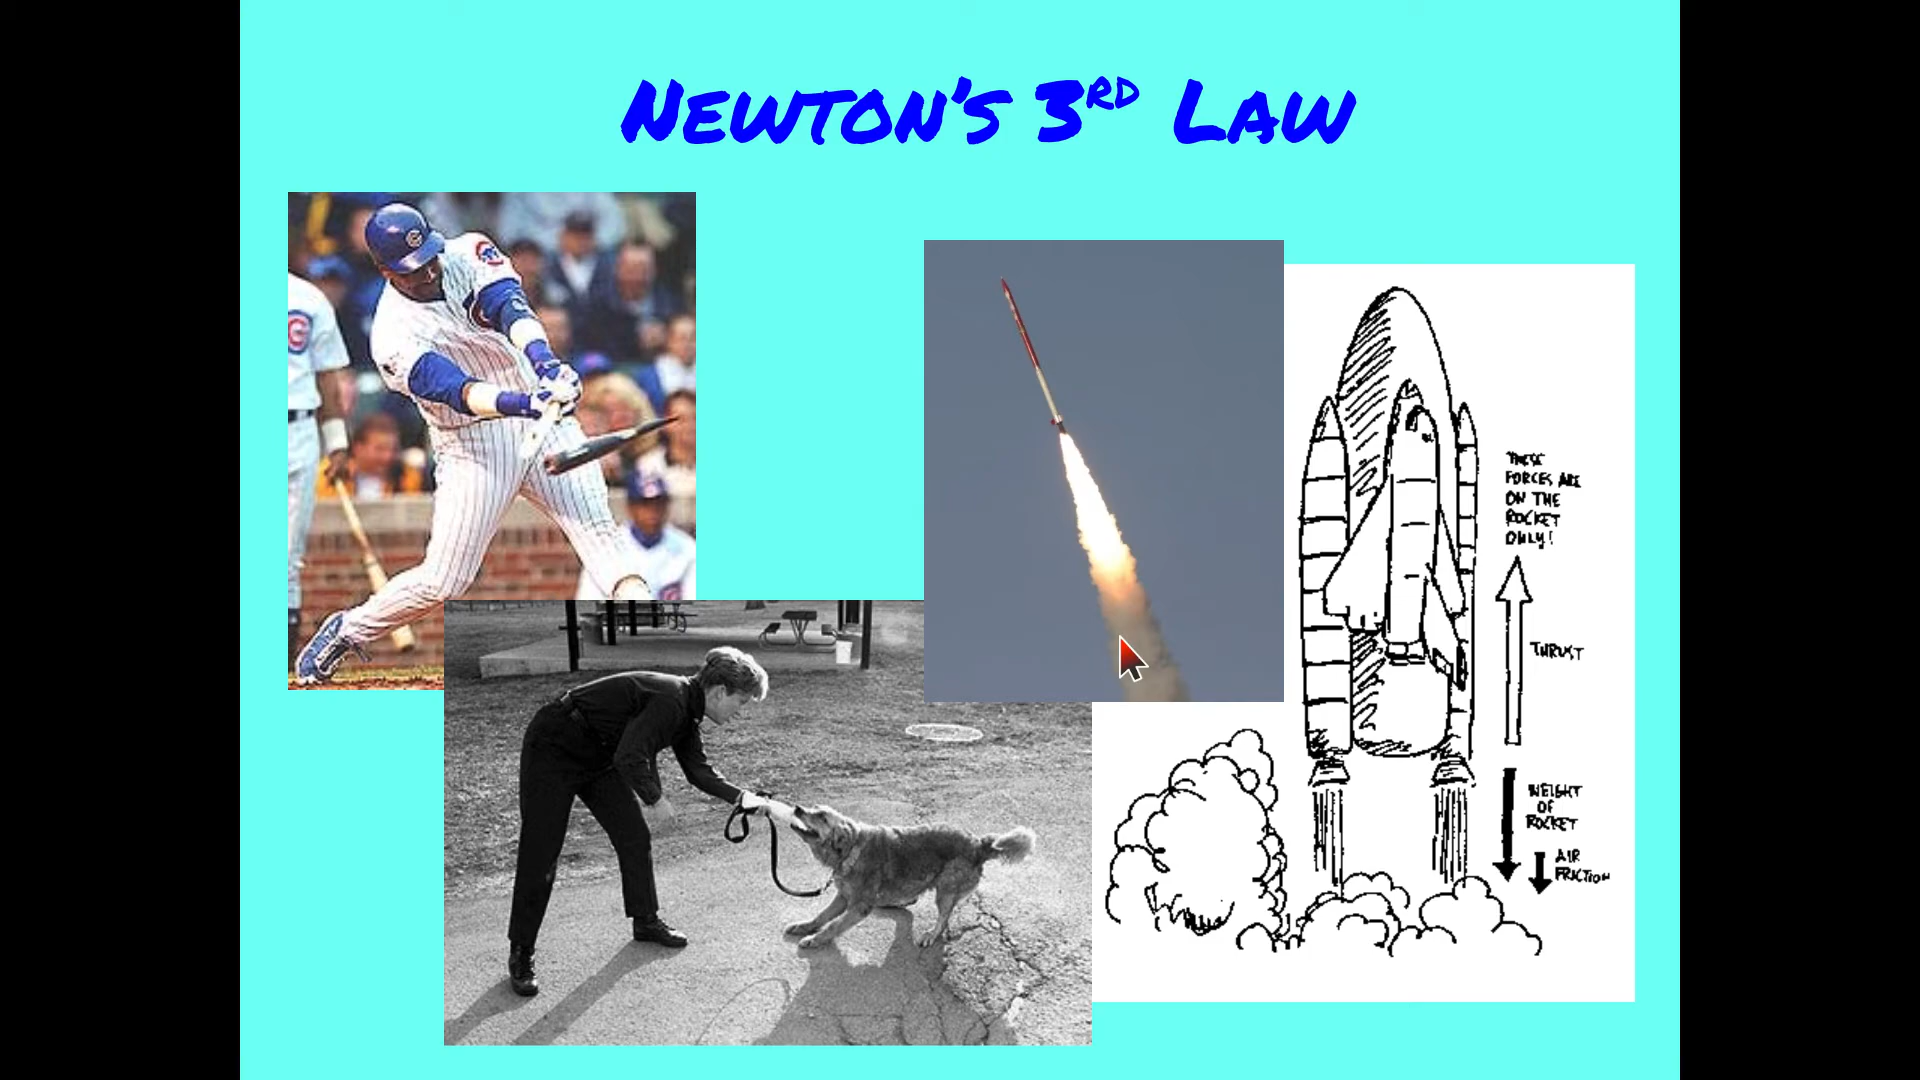 NEWTON'S 3RD LAW
THESE
FORCES ARE
ON THE
ROCKET
ONLY!
THRUST
WEIGHT
OF
ROCKET
AIR
FRICTION